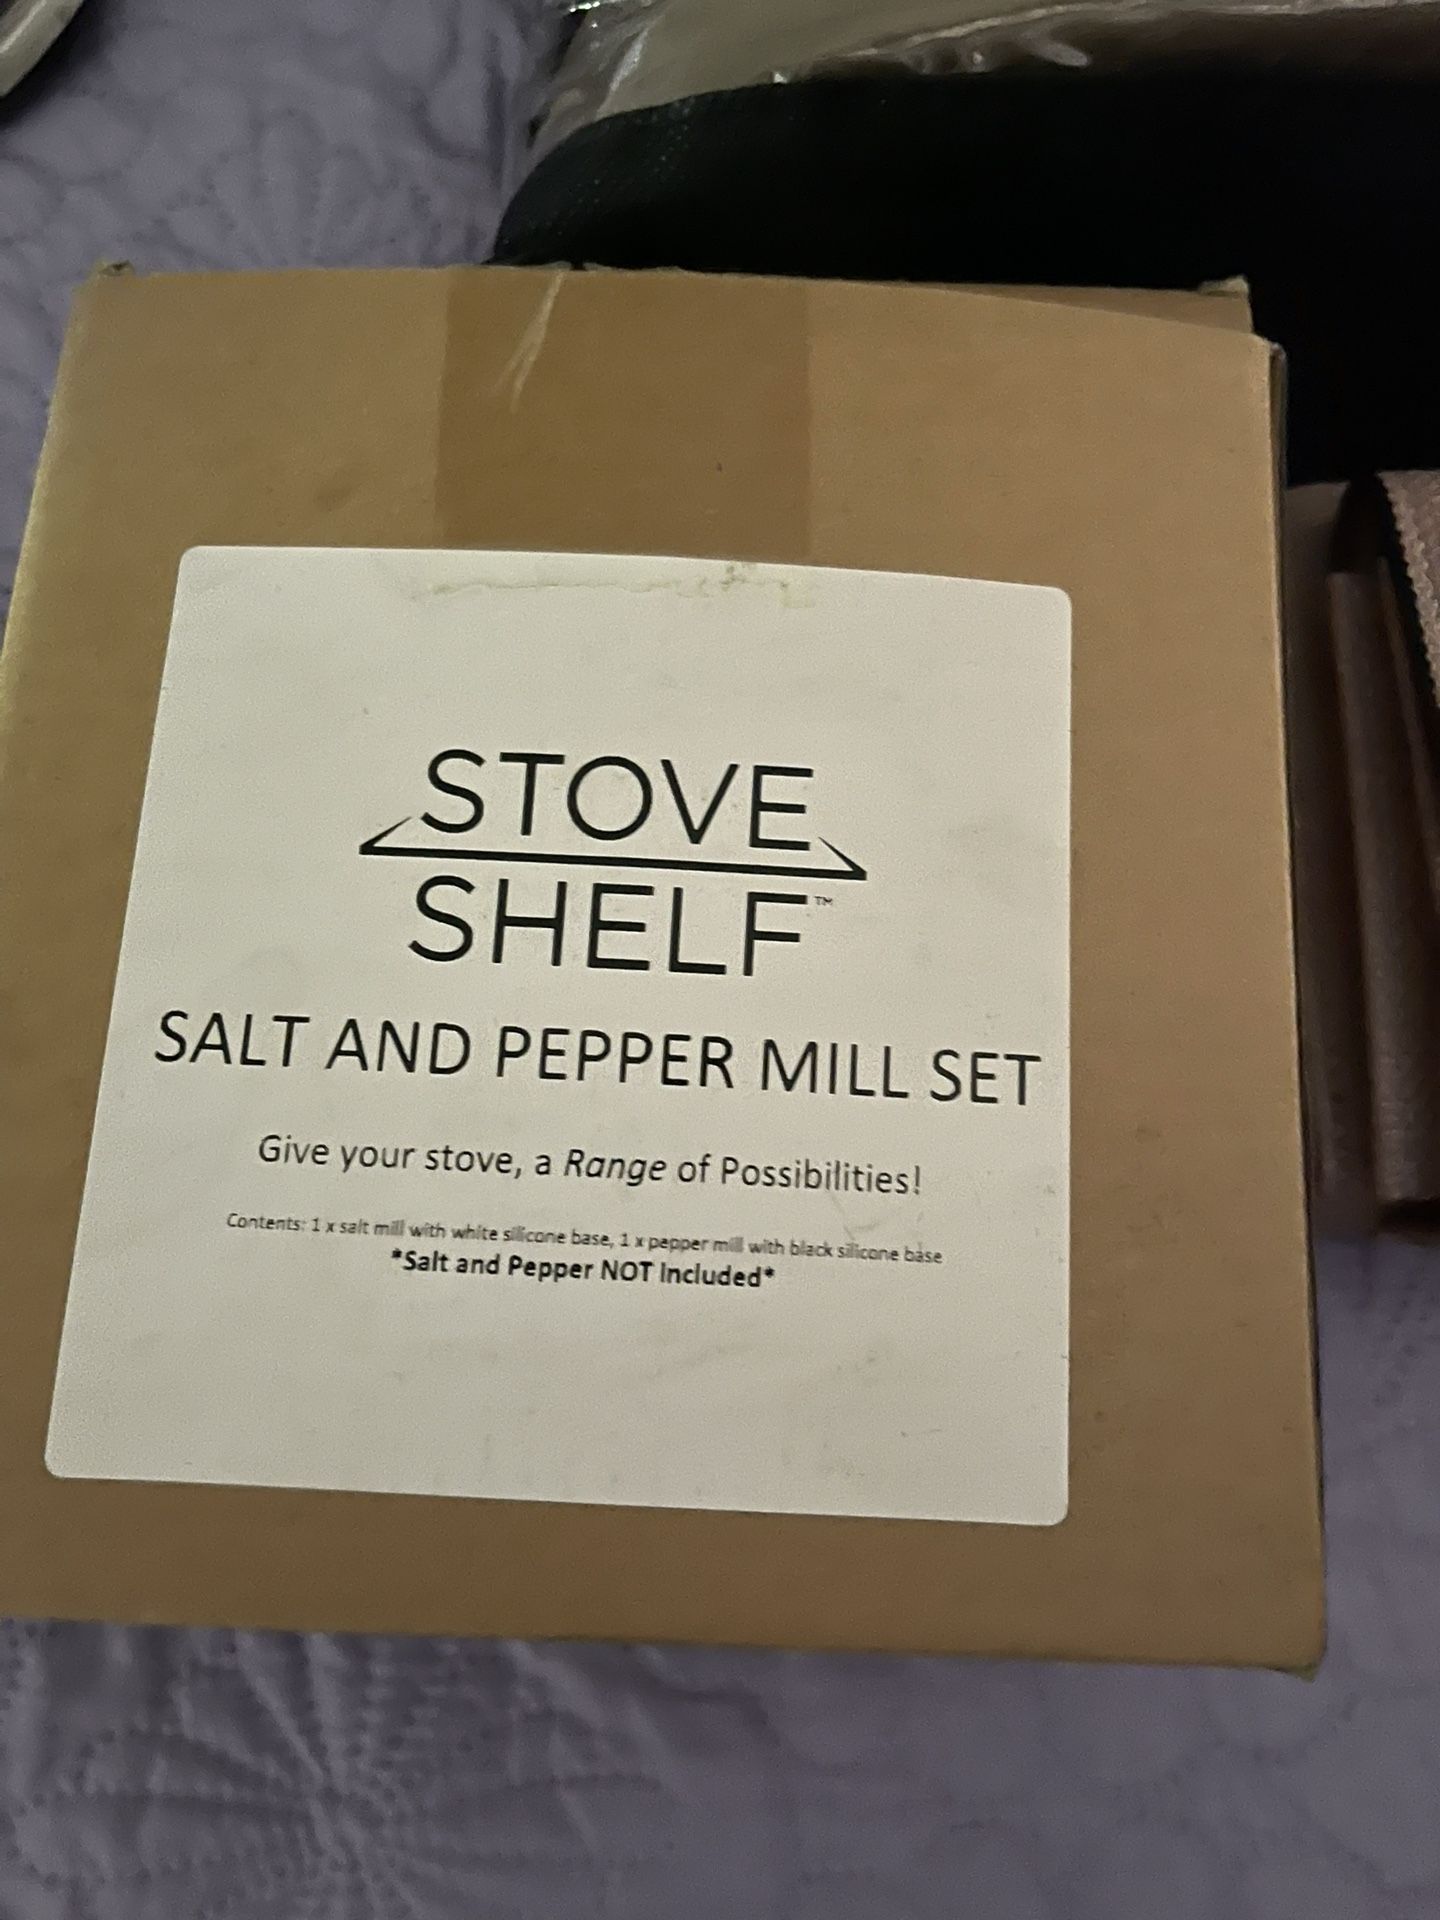 STOVE
SHELF™
SALT AND PEPPER MILL SET
Give your stove, a Range of Possibilities!
Contents: 1 x salt mill with white silicone base, 1 x pepper mill with black silicone base
*Salt and Pepper NOT Included*